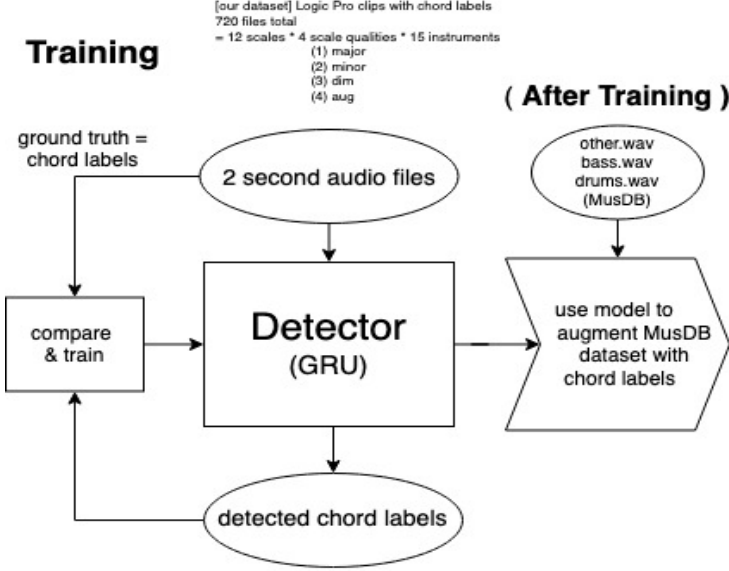 [our dataset] Logic Pro clips with chord labels
720 files total
= 12 scales * 4 scale qualities * 15 instruments
(1) major
(2) minor
(3) dim
(4) aug
Training
( After Training )
ground truth =
chord labels
2 second audio files
other.wav
bass.wav
drums.wav
(MusDB)
compare
& train
Detector
(GRU)
use model to
augment MusDB
dataset with
chord labels
detected chord labels